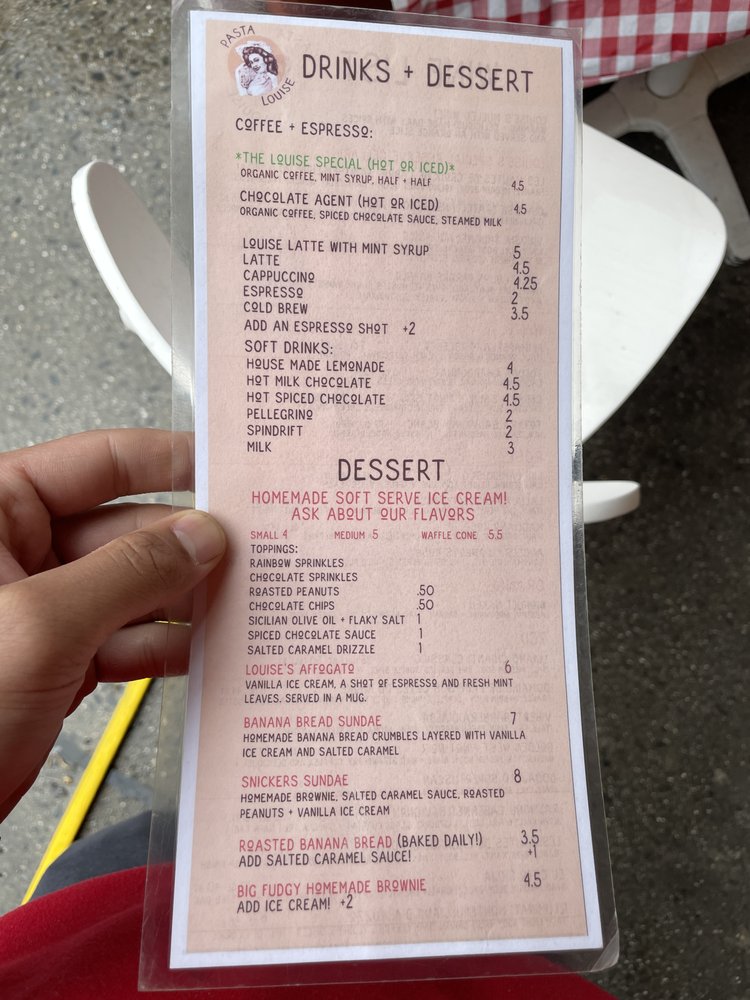 PASTA
LOUISE
DRINKS + DESSERT
COFFEE + ESPRESSO:
*THE LOUISE SPECIAL (HOT OR ICED)*
ORGANIC COFFEE, MINT SYRUP, HALF + HALF 4.5
CHOCOLATE AGENT (HOT OR ICED) 4.5
ORGANIC COFFEE, SPICED CHOCOLATE SAUCE, STEAMED MILK
LOUISE LATTE WITH MINT SYRUP 5
LATTE 4.5
CAPPUCCINO 4.25
ESPRESSO 2
COLD BREW 3.5
ADD AN ESPRESSO SHOT +2
SOFT DRINKS:
HOUSE MADE LEMONADE 4
HOT MILK CHOCOLATE 4.5
HOT SPICED CHOCOLATE 4.5
PELLEGRINO 2
SPINDRIFT 2
MILK 3
DESSERT
HOMEMADE SOFT SERVE ICE CREAM!
ASK ABOUT OUR FLAVORS
SMALL 4 MEDIUM 5 WAFFLE CONE 5.5
TOPPINGS:
RAINBOW SPRINKLES
CHOCOLATE SPRINKLES
ROASTED PEANUTS .50
CHOCOLATE CHIPS .50
SICILIAN OLIVE OIL + FLAKY SALT 1
SPICED CHOCOLATE SAUCE 1
SALTED CARAMEL DRIZZLE 1
LOUISE'S AFFOGATO 6
VANILLA ICE CREAM, A SHOT OF ESPRESSO AND FRESH MINT
LEAVES. SERVED IN A MUG.
BANANA BREAD SUNDAE 7
HOMEMADE BANANA BREAD CRUMBLES LAYERED WITH VANILLA
ICE CREAM AND SALTED CARAMEL
SNICKERS SUNDAE 8
HOMEMADE BROWNIE, SALTED CARAMEL SAUCE, ROASTED
PEANUTS + VANILLA ICE CREAM
ROASTED BANANA BREAD (BAKED DAILY!) 3.5
ADD SALTED CARAMEL SAUCE! +1
BIG FUDGY HOMEMADE BROWNIE 4.5
ADD ICE CREAM! +2